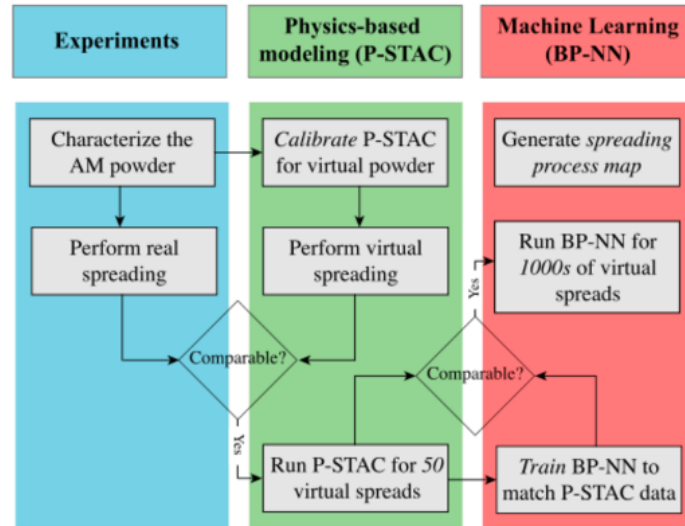 Experiments
Physics-based
modeling (P-STAC)
Machine Learning
(BP-NN)
Characterize the
AM powder
Calibrate P-STAC
for virtual powder
Generate spreading
process map
Perform real
spreading
Perform virtual
spreading
Run BP-NN for
1000s of virtual
spreads
Yes
Comparable?
Comparable?
Yes
Run P-STAC for 50
virtual spreads
Train BP-NN to
match P-STAC data